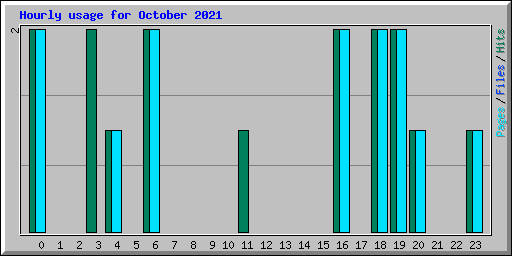 Hourly usage for October 2021
2
Pages/Files/Hits
0 1 2 3 4 5 6 7 8 9 10 11 12 13 14 15 16 17 18 19 20 21 22 23